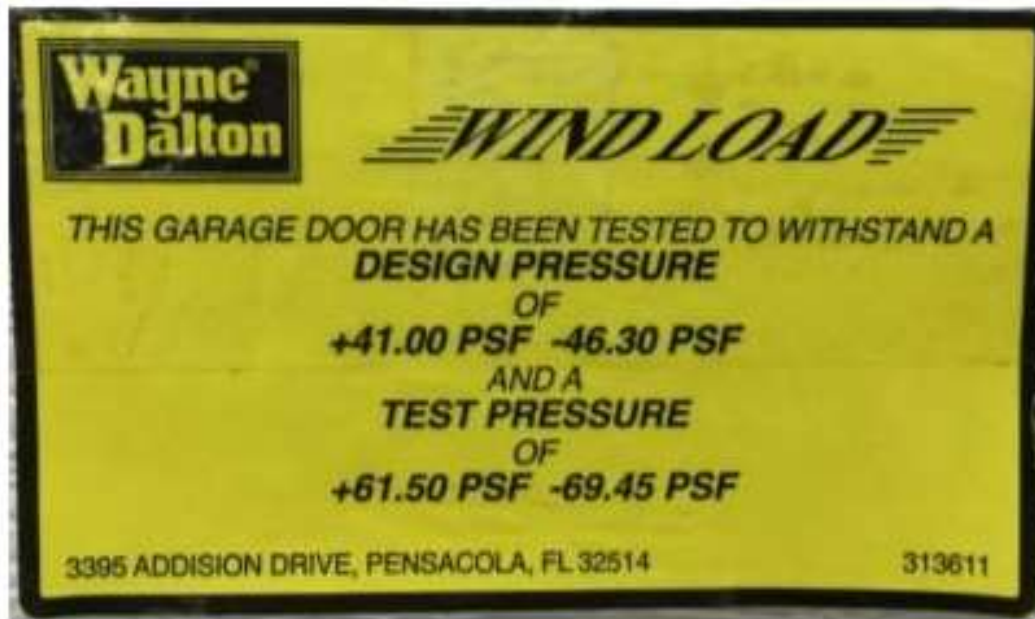 Wayne®
Dalton
WIND LOAD
THIS GARAGE DOOR HAS BEEN TESTED TO WITHSTAND A
DESIGN PRESSURE
OF
+41.00 PSF -46.30 PSF
AND A
TEST PRESSURE
OF
+61.50 PSF -69.45 PSF
3395 ADDISION DRIVE, PENSACOLA, FL 32514 313611